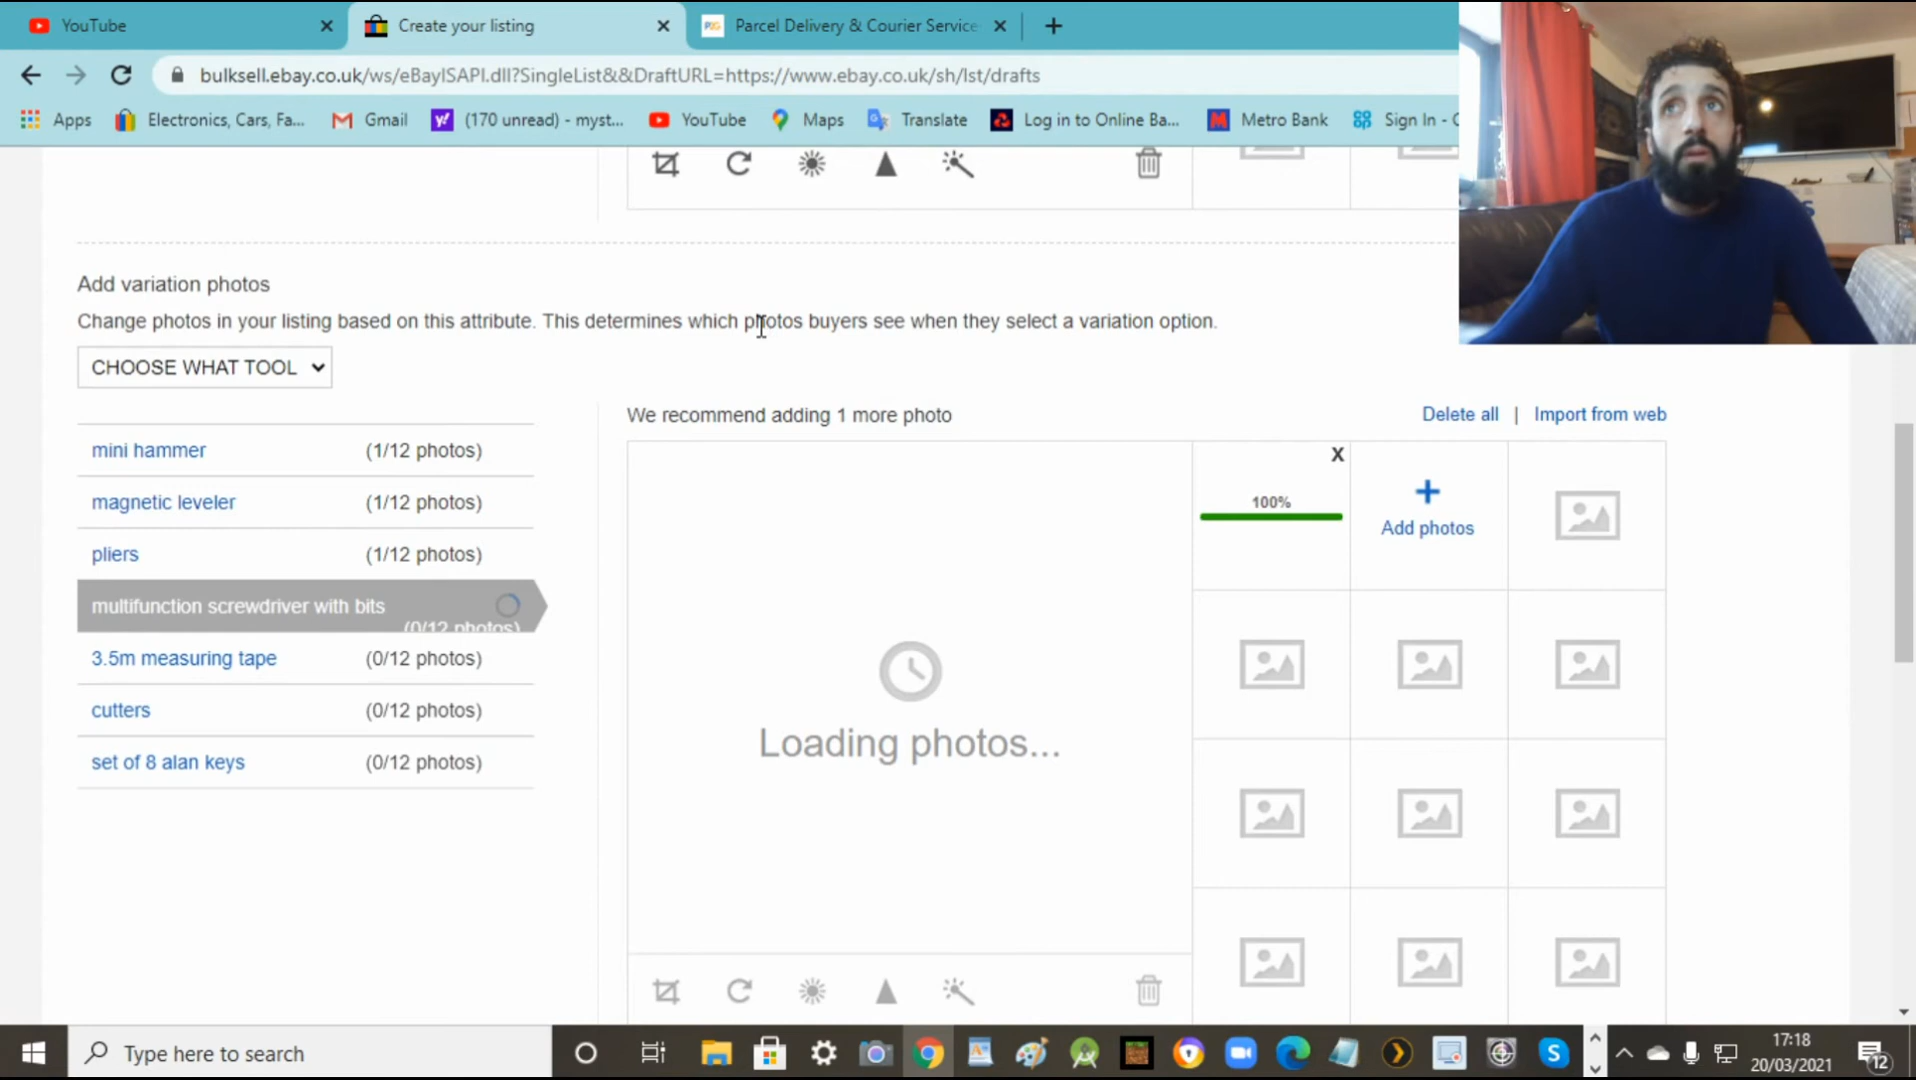 YouTube
Create your listing
Parcel Delivery & Courier Service
bulksell.ebay.co.uk/ws/eBayISAPI.dll?SingleList&&DraftURL=https://www.ebay.co.uk/sh/lst/drafts
Apps
Electronics, Cars, Fa...
Gmail
(170 unread) - myst...
YouTube
Maps
Translate
Log in to Online Ba...
Metro Bank
Sign In -
Add variation photos
Change photos in your listing based on this attribute. This determines which photos buyers see when they select a variation option.
CHOOSE WHAT TOOL
We recommend adding 1 more photo
Delete all | Import from web
mini hammer (1/12 photos)
magnetic leveler (1/12 photos)
pliers (1/12 photos)
multifunction screwdriver with bits
(0/12 photos)
3.5m measuring tape (0/12 photos)
cutters (0/12 photos)
set of 8 alan keys (0/12 photos)
X
100%
+
Add photos
Loading photos...
Type here to search
17:18
20/03/2021
12